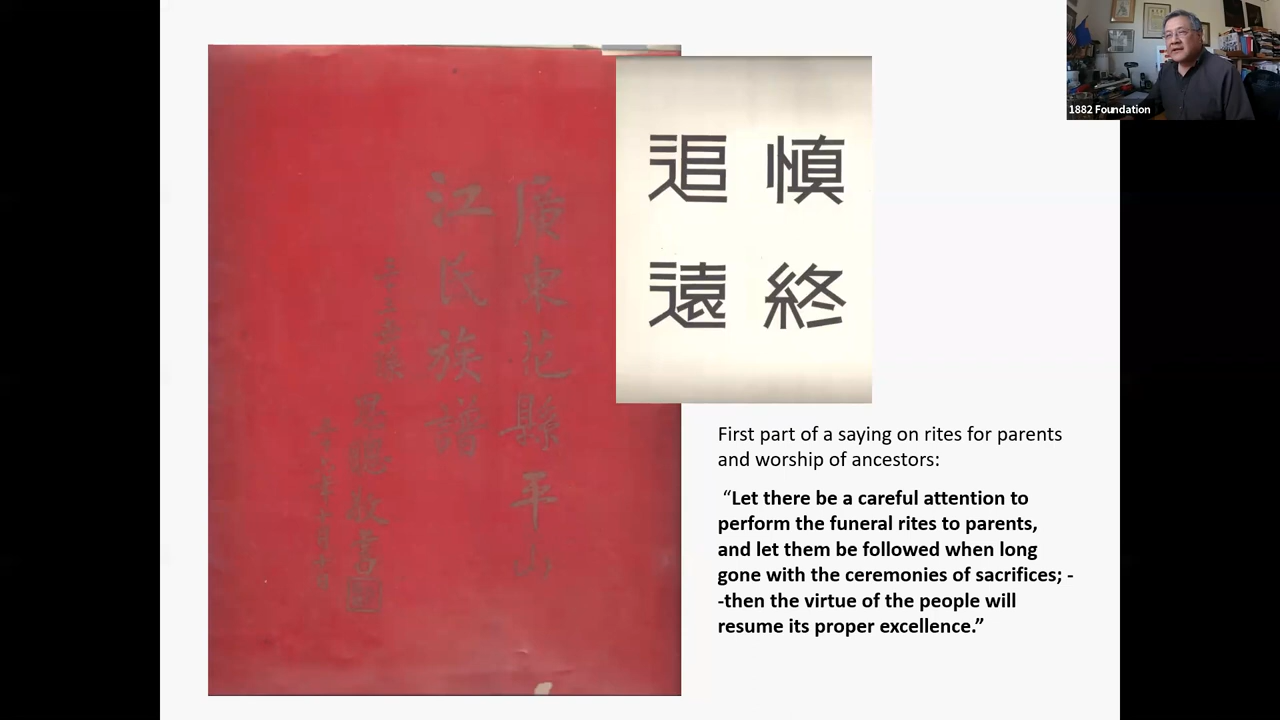 廣東花縣平山
江氏族譜
慎終
追遠
First part of a saying on rites for parents
and worship of ancestors:
“Let there be a careful attention to
perform the funeral rites to parents,
and let them be followed when long
gone with the ceremonies of sacrifices; -
-then the virtue of the people will
resume its proper excellence.”
1882 Foundation